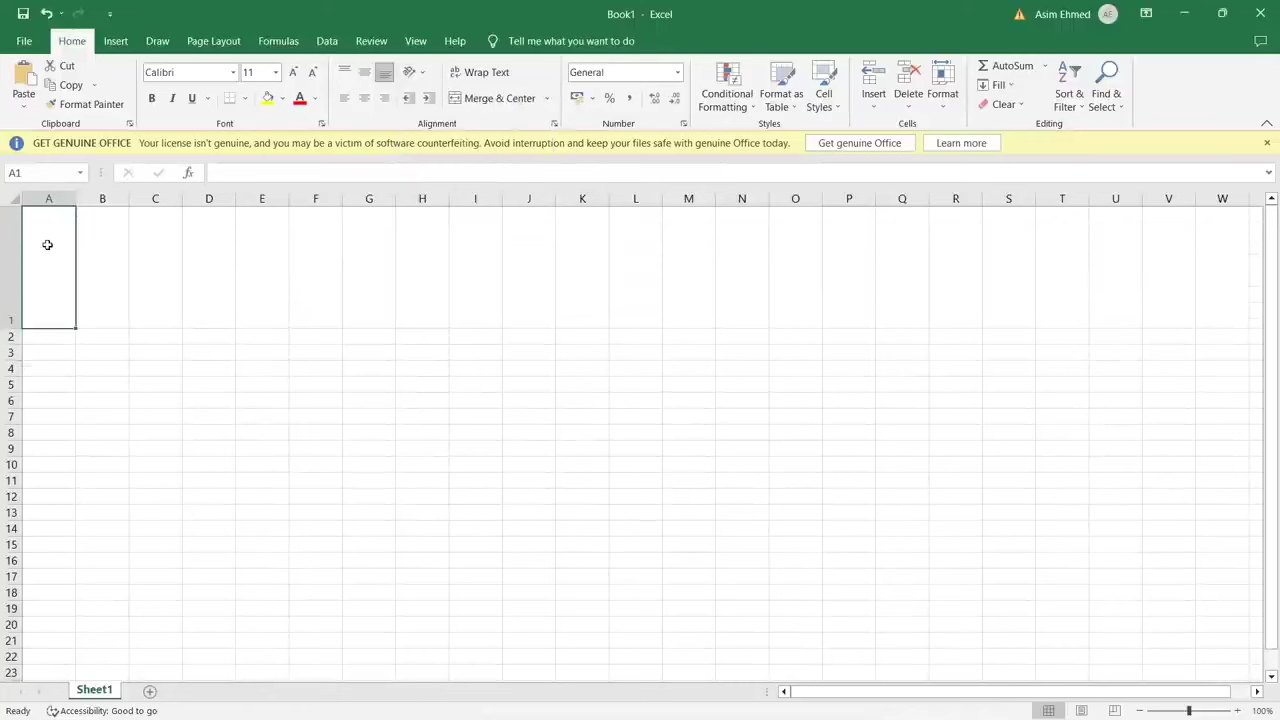 Book1 - Excel
Asim Ahmed AE
File Home Insert Draw Page Layout Formulas Data Review View Help Tell me what you want to do
Paste
Cut
Copy
Format Painter
Clipboard
Calibri 11
B I U
Font
Wrap Text
Merge & Center
Alignment
General
Number
Conditional Formatting
Format as Table
Cell Styles
Styles
Insert Delete Format
Cells
AutoSum
Fill
Clear
Sort & Filter
Find & Select
Editing
GET GENUINE OFFICE Your license isn't genuine, and you may be a victim of software counterfeiting. Avoid interruption and keep your files safe with genuine Office today. Get genuine Office Learn more
A1 fx
A B C D E F G H I J K L M N O P Q R S T U V W
1
2
3
4
5
6
7
8
9
10
11
12
13
14
15
16
17
18
19
20
21
22
23
Sheet1
Ready Accessibility: Good to go 100%